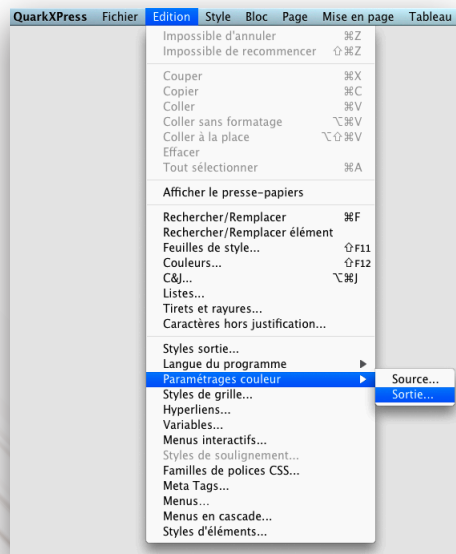 QuarkXPress Fichier Edition Style Bloc Page Mise en page Tableau
Impossible d'annuler ⌘Z
Impossible de recommencer ⇧⌘Z
Couper ⌘X
Copier ⌘C
Coller ⌘V
Coller sans formatage ⌥⌘V
Coller à la place ⌥⇧⌘V
Effacer
Tout sélectionner ⌘A
Afficher le presse-papiers
Rechercher/Remplacer ⌘F
Rechercher/Remplacer élément
Feuilles de style... ⇧F11
Couleurs... ⇧F12
C&J... ⌥⌘J
Listes...
Tirets et rayures...
Caractères hors justification...
Styles sortie...
Langue du programme ▶
Paramétrages couleur ▶ Source...
Styles de grille... Sortie...
Hyperliens...
Variables...
Menus interactifs...
Styles de soulignement...
Familles de polices CSS...
Meta Tags...
Menus...
Menus en cascade...
Styles d'éléments...